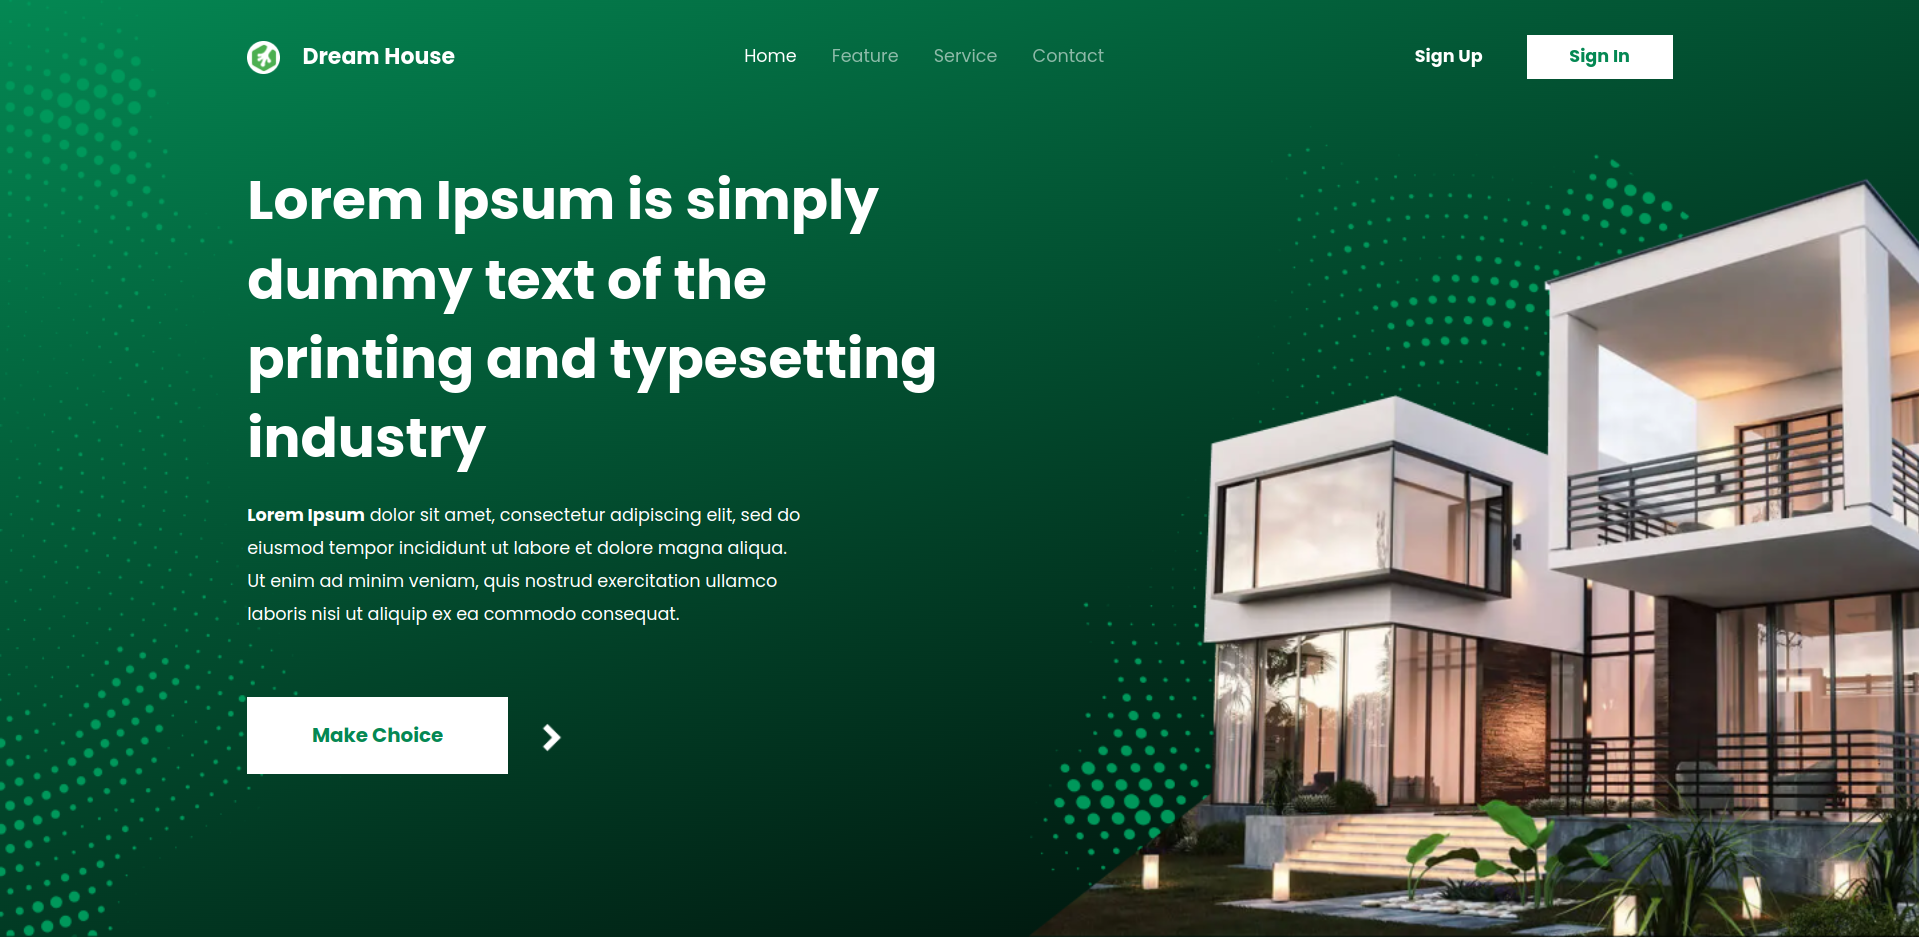 Dream House
Home Feature Service Contact
Sign Up
Sign In
Lorem Ipsum is simply
dummy text of the
printing and typesetting
industry
Lorem Ipsum dolor sit amet, consectetur adipiscing elit, sed do
eiusmod tempor incididunt ut labore et dolore magna aliqua.
Ut enim ad minim veniam, quis nostrud exercitation ullamco
laboris nisi ut aliquip ex ea commodo consequat.
Make Choice